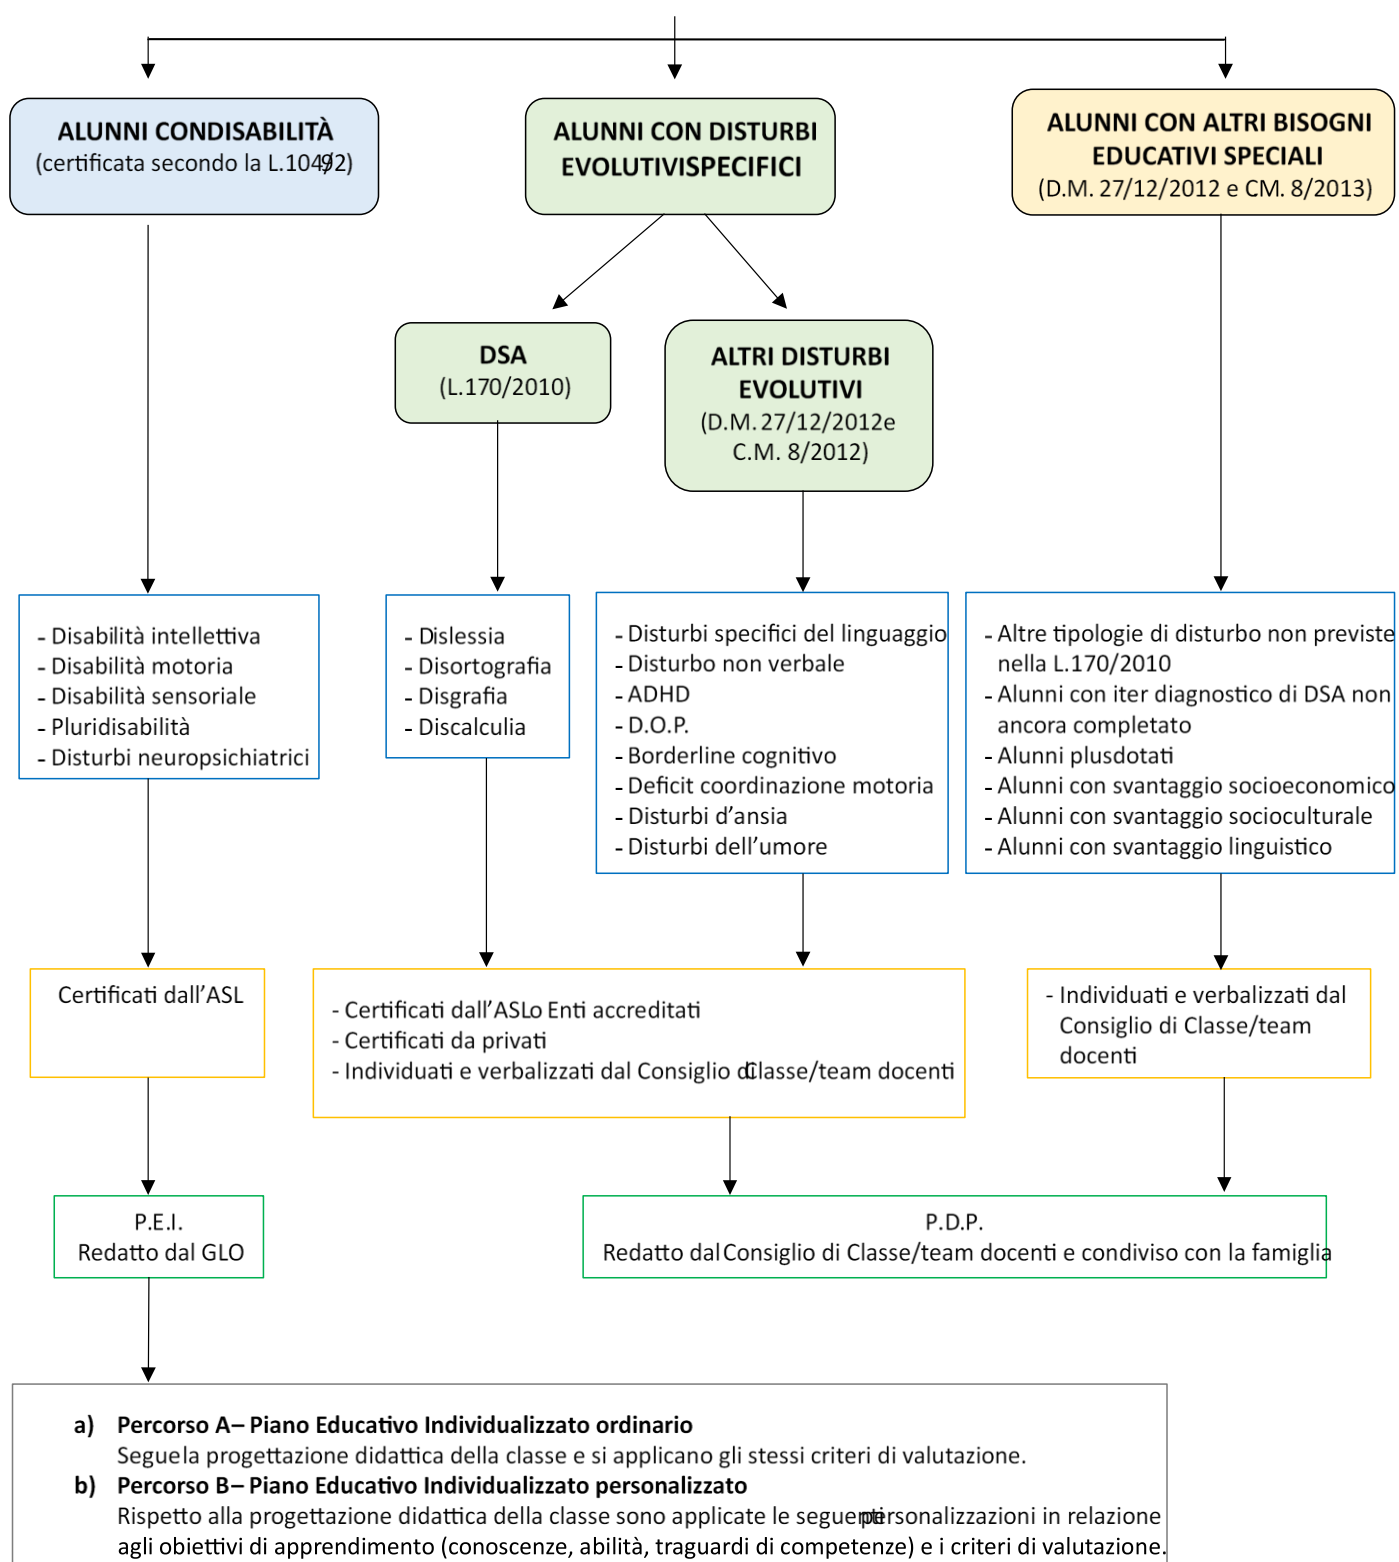 ALUNNI CONDISABILITÀ
(certificata secondo la L.104/92)
ALUNNI CON DISTURBI
EVOLUTIVISPECIFICI
ALUNNI CON ALTRI BISOGNI
EDUCATIVI SPECIALI
(D.M. 27/12/2012 e CM. 8/2013)
DSA
(L.170/2010)
ALTRI DISTURBI
EVOLUTIVI
(D.M. 27/12/2012e
C.M. 8/2012)
- Disabilità intellettiva
- Disabilità motoria
- Disabilità sensoriale
- Pluridisabilità
- Disturbi neuropsichiatrici
- Dislessia
- Disortografia
- Disgrafia
- Discalculia
- Disturbi specifici del linguaggio
- Disturbo non verbale
- ADHD
- D.O.P.
- Borderline cognitivo
- Deficit coordinazione motoria
- Disturbi d'ansia
- Disturbi dell'umore
- Altre tipologie di disturbo non previste
nella L.170/2010
- Alunni con iter diagnostico di DSA non
ancora completato
- Alunni plusdotati
- Alunni con svantaggio socioeconomico
- Alunni con svantaggio socioculturale
- Alunni con svantaggio linguistico
Certificati dall'ASL
- Certificati dall'ASLo Enti accreditati
- Certificati da privati
- Individuati e verbalizzati dal Consiglio di Classe/team docenti
- Individuati e verbalizzati dal
Consiglio di Classe/team
docenti
P.E.I.
Redatto dal GLO
P.D.P.
Redatto dal Consiglio di Classe/team docenti e condiviso con la famiglia
a) Percorso A– Piano Educativo Individualizzato ordinario
Seguela progettazione didattica della classe e si applicano gli stessi criteri di valutazione.
b) Percorso B– Piano Educativo Individualizzato personalizzato
Rispetto alla progettazione didattica della classe sono applicate le seguenti personalizzazioni in relazione
agli obiettivi di apprendimento (conoscenze, abilità, traguardi di competenze) e i criteri di valutazione.